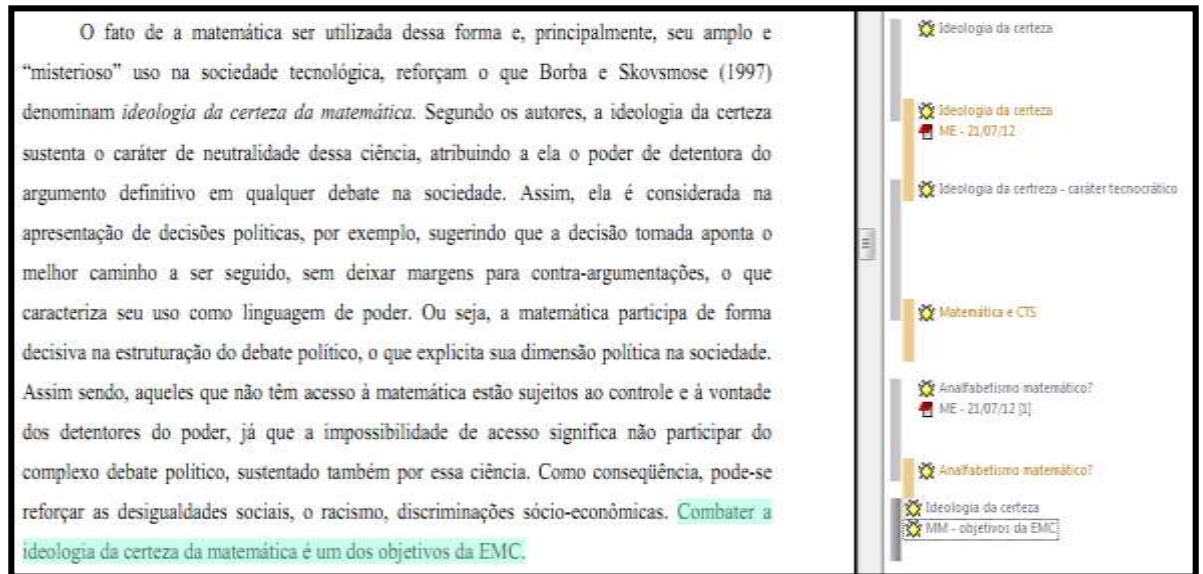 O fato de a matemática ser utilizada dessa forma e, principalmente, seu amplo e
“misterioso” uso na sociedade tecnológica, reforçam o que Borba e Skovsmose (1997)
denominam ideologia da certeza da matemática. Segundo os autores, a ideologia da certeza
sustenta o caráter de neutralidade dessa ciência, atribuindo a ela o poder de detentora do
argumento definitivo em qualquer debate na sociedade. Assim, ela é considerada na
apresentação de decisões políticas, por exemplo, sugerindo que a decisão tomada aponta o
melhor caminho a ser seguido, sem deixar margens para contra-argumentações, o que
caracteriza seu uso como linguagem de poder. Ou seja, a matemática participa de forma
decisiva na estruturação do debate político, o que explicita sua dimensão política na sociedade.
Assim sendo, aqueles que não têm acesso à matemática estão sujeitos ao controle e à vontade
dos detentores do poder, já que a impossibilidade de acesso significa não participar do
complexo debate político, sustentado também por essa ciência. Como conseqüência, pode-se
reforçar as desigualdades sociais, o racismo, discriminações sócio-econômicas. Combater a
ideologia da certeza da matemática é um dos objetivos da EMC.
Ideologia da certeza
Ideologia da certeza
ME - 21/07/12
Ideologia da certreza - caráter tecnocrático
Matemática e CTS
Analfabetismo matemático?
ME - 21/07/12 [1]
Analfabetismo matemático?
Ideologia da certeza
MM - objetivos da EMC